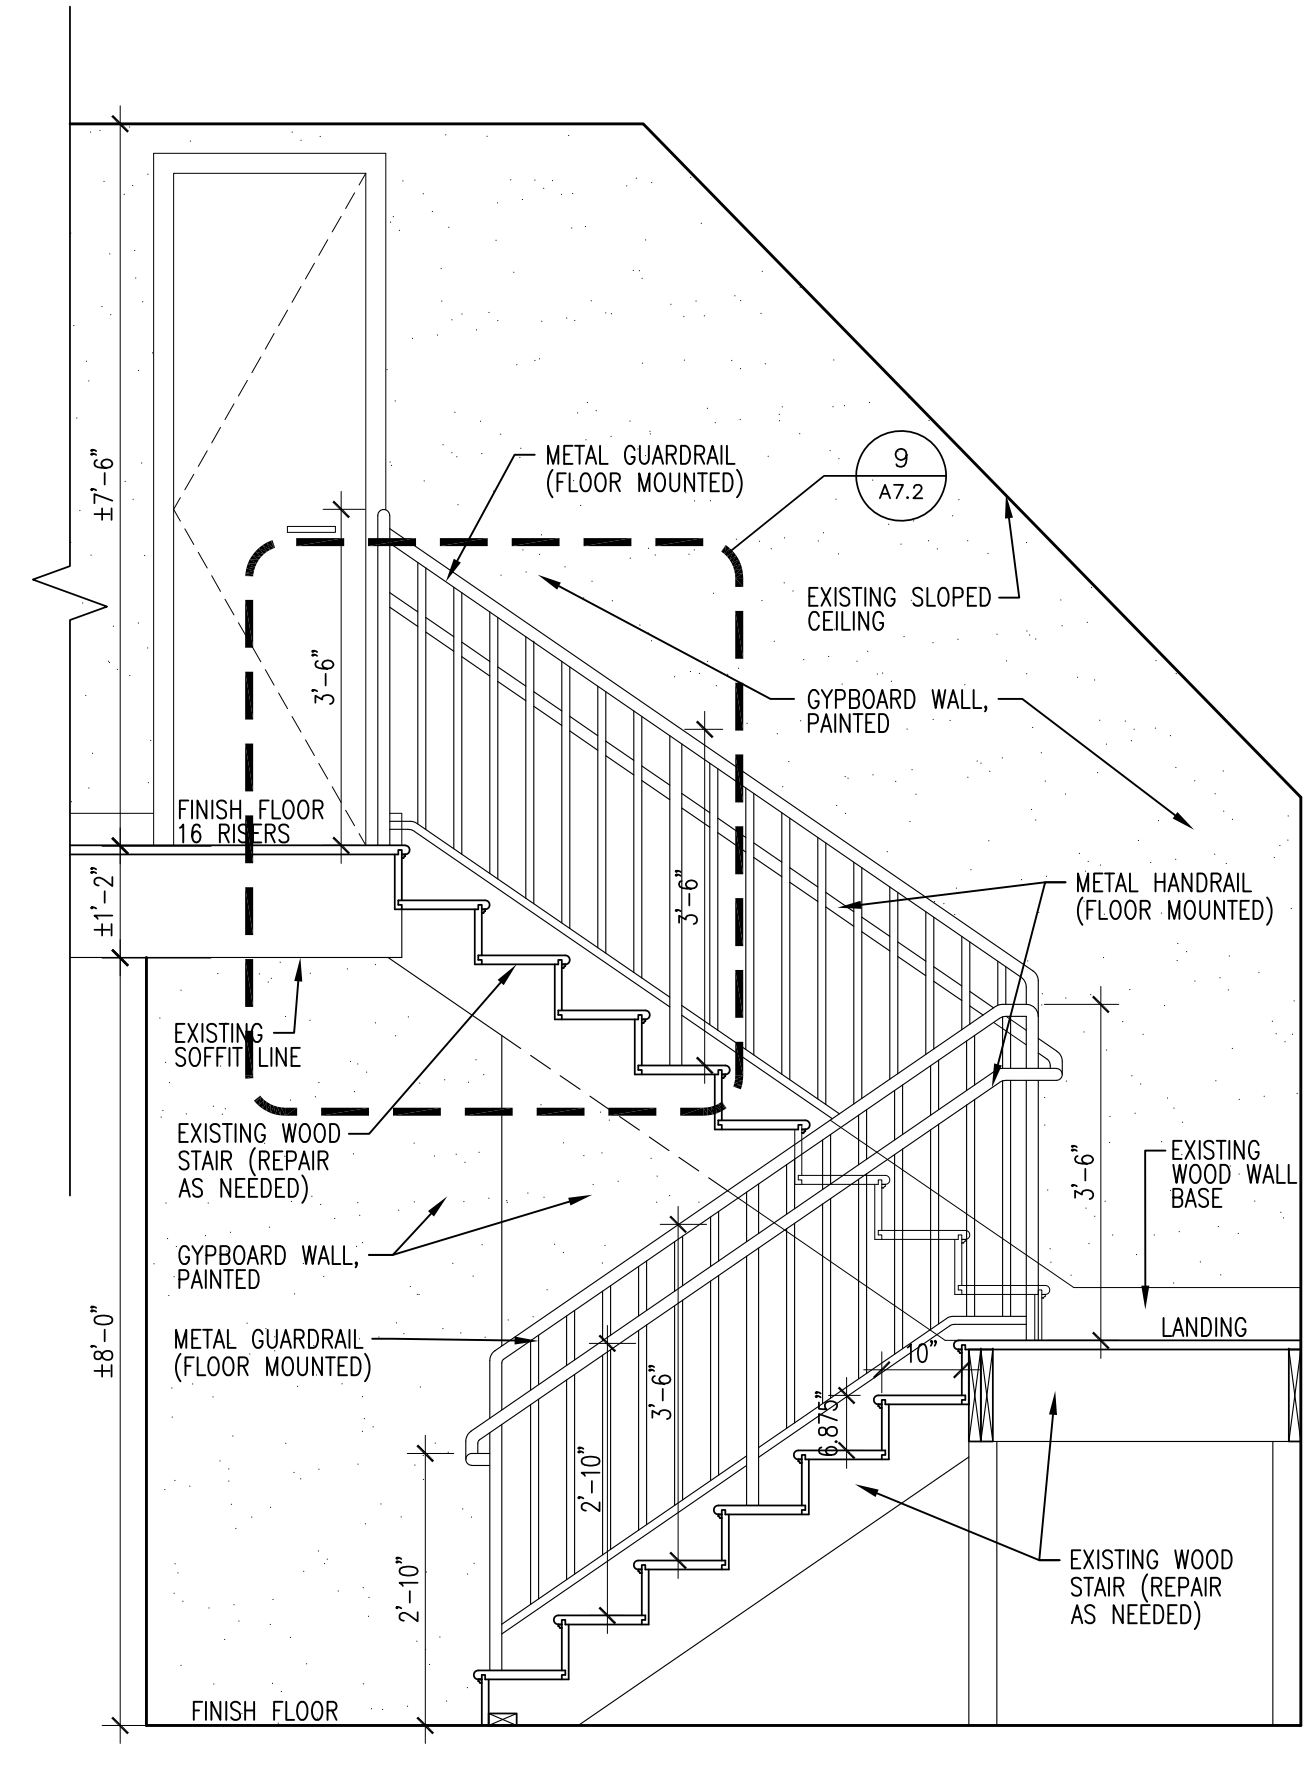 METAL GUARDRAIL
(FLOOR MOUNTED)
9
A7.2
±7'-6"
EXISTING SLOPED
CEILING
3'-6"
GYPBOARD WALL,
PAINTED
FINISH FLOOR
16 RISERS
±1'-2"
3'-6"
METAL HANDRAIL
(FLOOR MOUNTED)
EXISTING
SOFFIT LINE
EXISTING WOOD
STAIR (REPAIR
AS NEEDED)
3'-6"
EXISTING
WOOD WALL
BASE
GYPBOARD WALL,
PAINTED
METAL GUARDRAIL
(FLOOR MOUNTED)
±8'-0"
LANDING
10"
3'-6"
6.875"
2'-10"
2'-10"
EXISTING WOOD
STAIR (REPAIR
AS NEEDED)
FINISH FLOOR